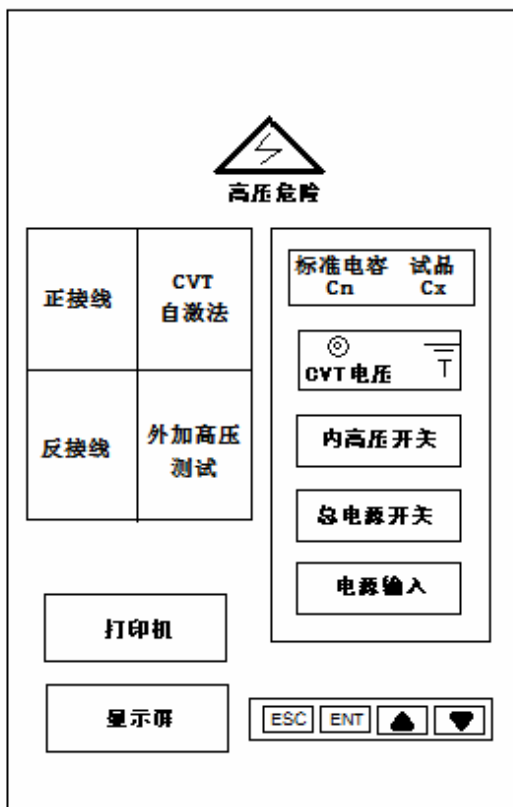 高压危险
正接线
CVT
自激法
反接线
外加高压
测试
标准电容 试品
Cn Cx
CVT电压
内高压开关
总电源开关
电源输入
打印机
显示屏
ESC ENT